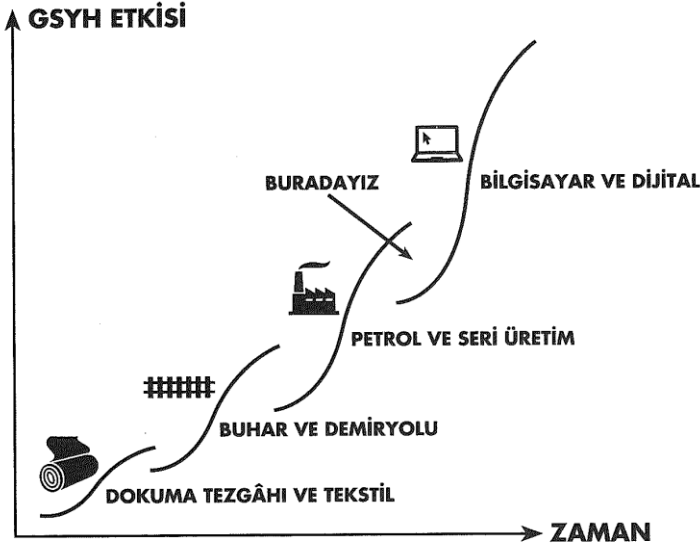 GSYH ETKİSİ
BURADAYIZ
BİLGİSAYAR VE DİJİTAL
PETROL VE SERİ ÜRETİM
BUHAR VE DEMİRYOLU
DOKUMA TEZGÂHI VE TEKSTİL
ZAMAN